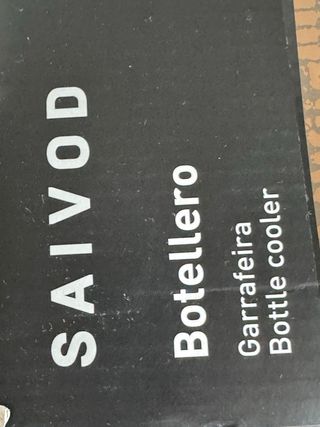 SAIVOD
Botellero
Garrafeira
Bottle cooler